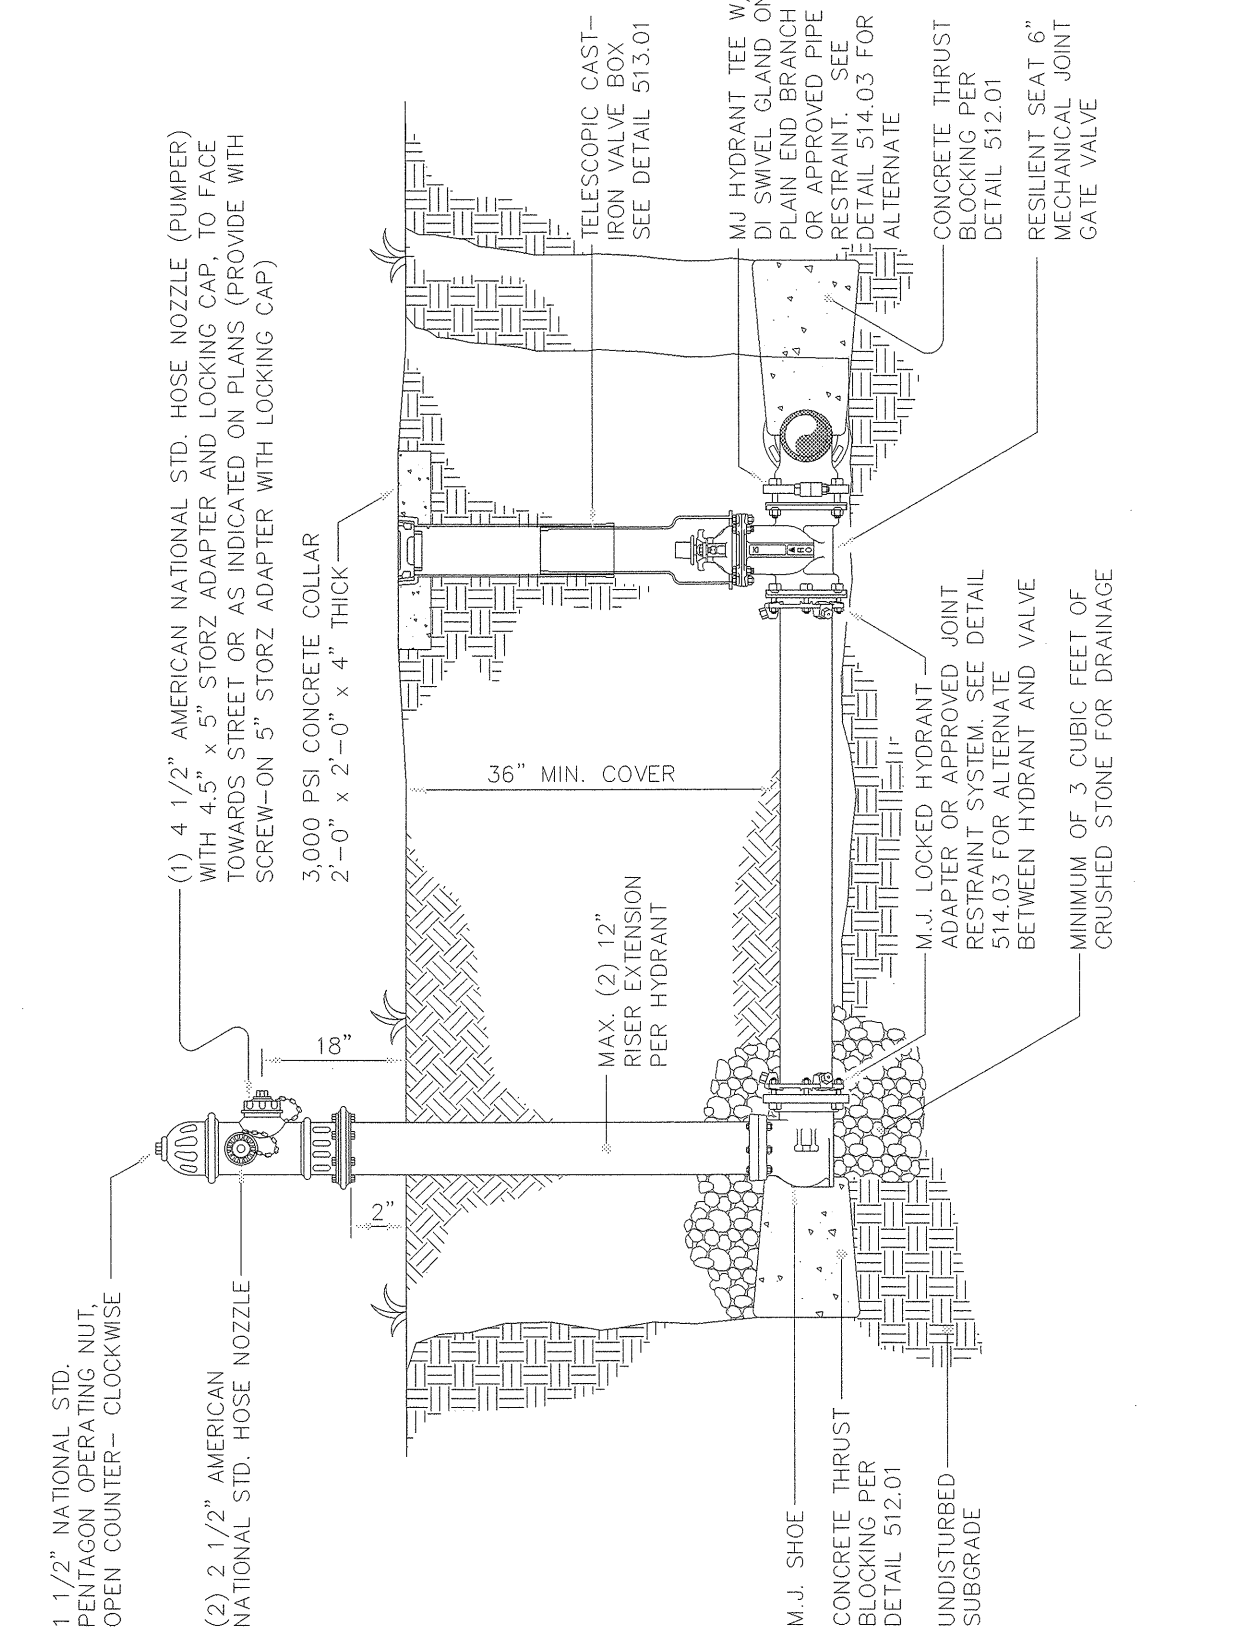 1 1/2" NATIONAL STD.
PENTAGON OPERATING NUT,
OPEN COUNTER- CLOCKWISE
(2) 2 1/2" AMERICAN
NATIONAL STD. HOSE NOZZLE
(1) 4 1/2" AMERICAN NATIONAL STD. HOSE NOZZLE (PUMPER)
WITH 4.5" x 5" STORZ ADAPTER AND LOCKING CAP, TO FACE
TOWARDS STREET OR AS INDICATED ON PLANS (PROVIDE WITH
SCREW-ON 5" STORZ ADAPTER WITH LOCKING CAP)
3,000 PSI CONCRETE COLLAR
2'-0" x 2'-0" x 4" THICK
18"
2"
36" MIN. COVER
MAX. (2) 12"
RISER EXTENSION
PER HYDRANT
TELESCOPIC CAST-
IRON VALVE BOX
SEE DETAIL 513.01
MJ HYDRANT TEE W/
DI SWIVEL GLAND ON
PLAIN END BRANCH
OR APPROVED PIPE
RESTRAINT. SEE
DETAIL 514.03 FOR
ALTERNATE
CONCRETE THRUST
BLOCKING PER
DETAIL 512.01
RESILIENT SEAT 6"
MECHANICAL JOINT
GATE VALVE
M.J. SHOE
CONCRETE THRUST
BLOCKING PER
DETAIL 512.01
UNDISTURBED
SUBGRADE
M.J. LOCKED HYDRANT
ADAPTER OR APPROVED JOINT
RESTRAINT SYSTEM. SEE DETAIL
514.03 FOR ALTERNATE
BETWEEN HYDRANT AND VALVE
MINIMUM OF 3 CUBIC FEET OF
CRUSHED STONE FOR DRAINAGE